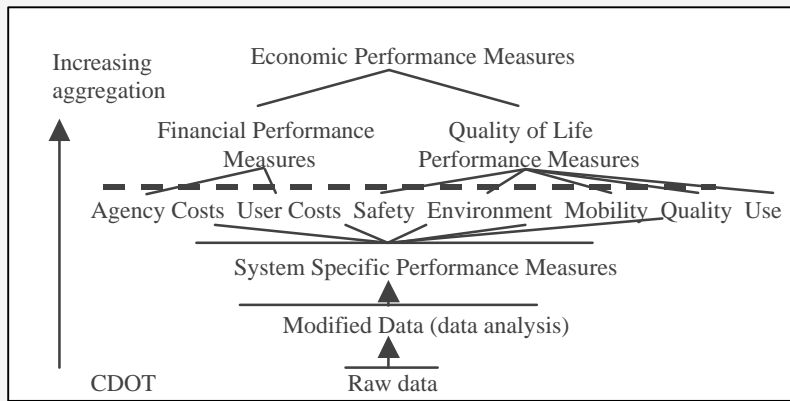 Economic Performance Measures
Increasing
aggregation
Financial Performance
Measures
Quality of Life
Performance Measures
Agency Costs User Costs Safety Environment Mobility Quality Use
System Specific Performance Measures
Modified Data (data analysis)
CDOT Raw data